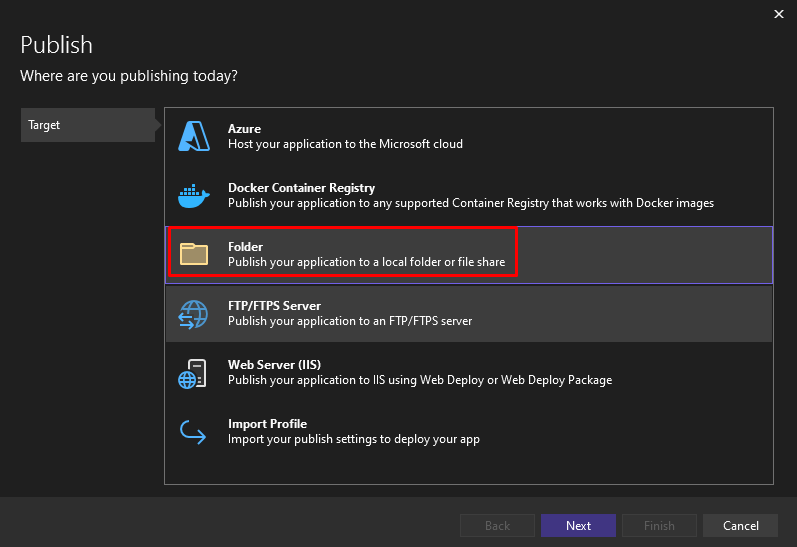 Publish
Where are you publishing today?
Target
Azure
Host your application to the Microsoft cloud
Docker Container Registry
Publish your application to any supported Container Registry that works with Docker images
Folder
Publish your application to a local folder or file share
FTP/FTPS Server
Publish your application to an FTP/FTPS server
Web Server (IIS)
Publish your application to IIS using Web Deploy or Web Deploy Package
Import Profile
Import your publish settings to deploy your app
Back
Next
Finish
Cancel